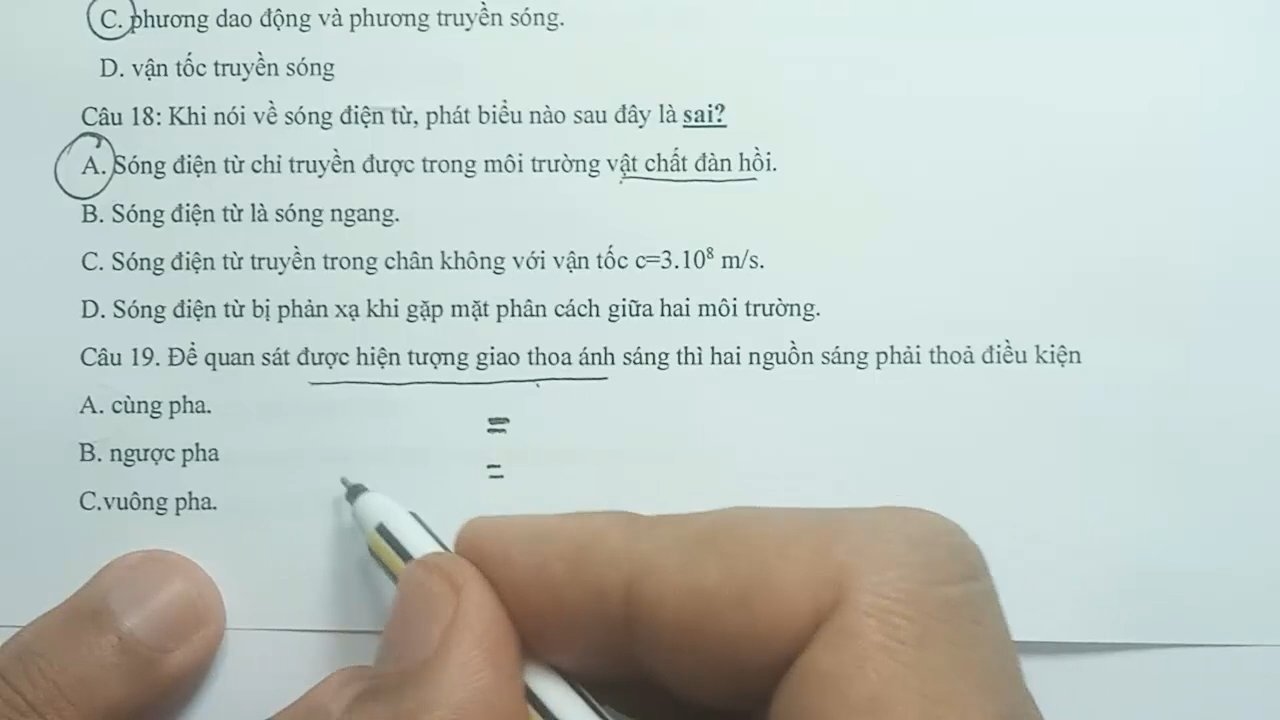 C. phương dao động và phương truyền sóng.
D. vận tốc truyền sóng
Câu 18: Khi nói về sóng điện từ, phát biểu nào sau đây là sai?
A. Sóng điện từ chỉ truyền được trong môi trường vật chất đàn hồi.
B. Sóng điện từ là sóng ngang.
C. Sóng điện từ truyền trong chân không với vận tốc c=3.10⁸ m/s.
D. Sóng điện từ bị phản xạ khi gặp mặt phân cách giữa hai môi trường.
Câu 19. Để quan sát được hiện tượng giao thoa ánh sáng thì hai nguồn sáng phải thoả điều kiện
A. cùng pha.
B. ngược pha
C.vuông pha.